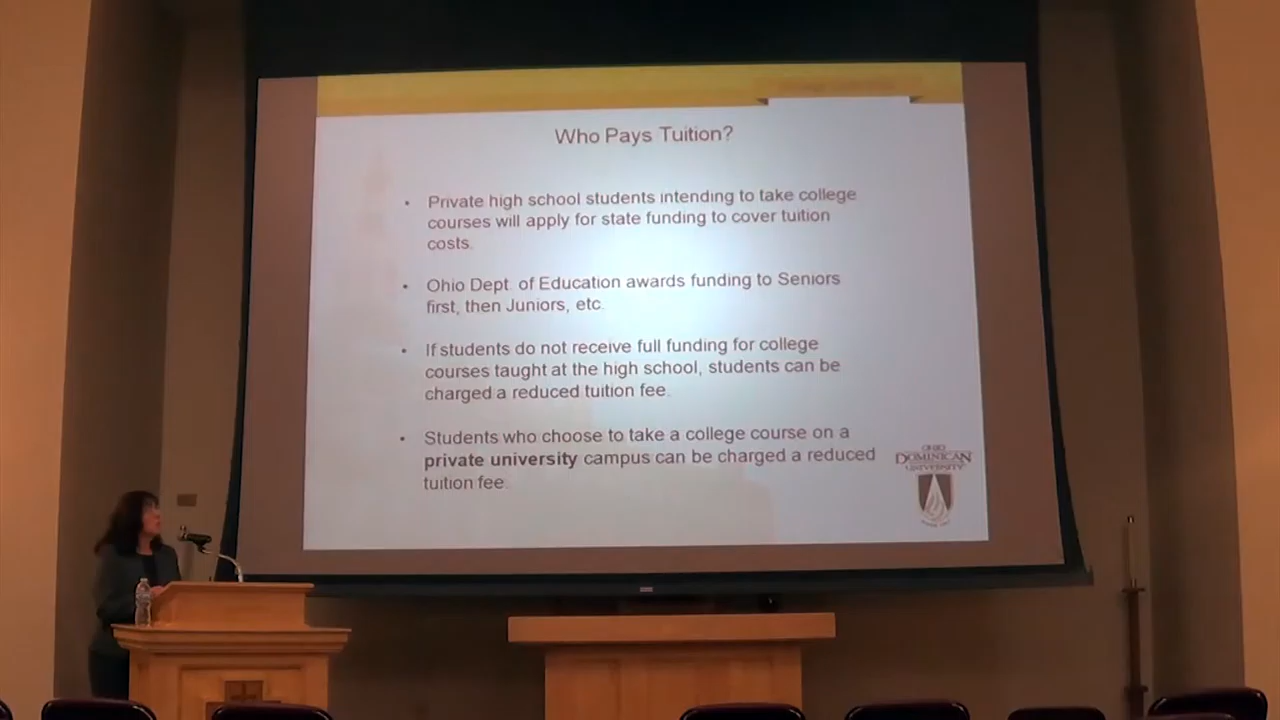 Who Pays Tuition?
• Private high school students intending to take college
courses will apply for state funding to cover tuition
costs.
• Ohio Dept. of Education awards funding to Seniors
first, then Juniors, etc.
• If students do not receive full funding for college
courses taught at the high school, students can be
charged a reduced tuition fee.
• Students who choose to take a college course on a
private university campus can be charged a reduced
tuition fee.
OHIO
DOMINICAN
UNIVERSITY